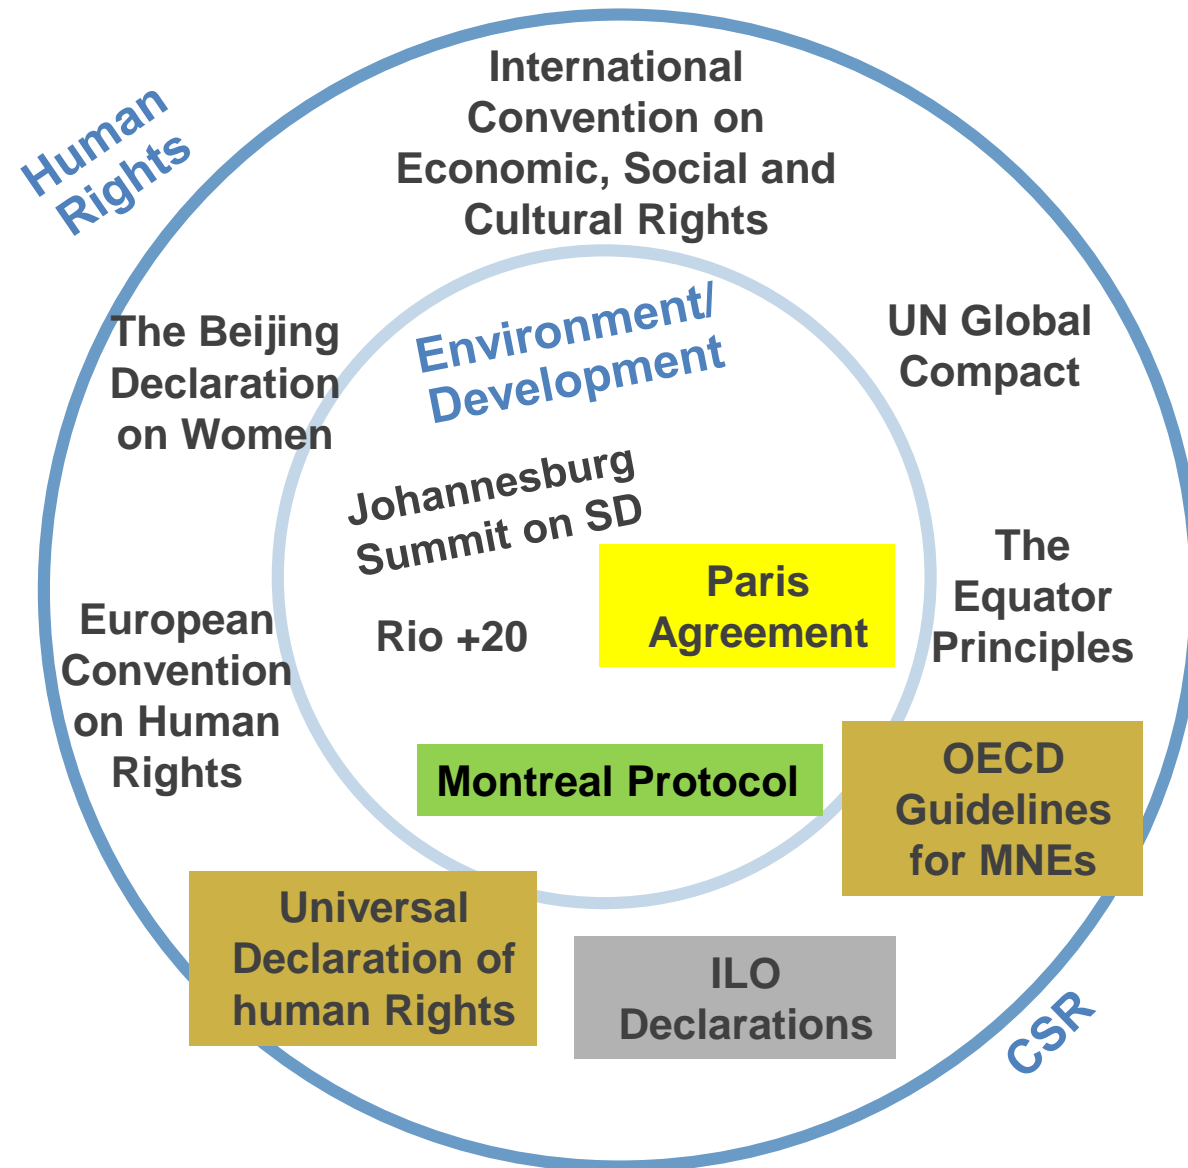 Human
Rights
International
Convention on
Economic, Social and
Cultural Rights
The Beijing
Declaration
on Women
Environment/
Development
UN Global
Compact
Johannesburg
Summit on SD
Paris
Agreement
The
Equator
Principles
European
Convention
on Human
Rights
Rio +20
Montreal Protocol
OECD
Guidelines
for MNEs
Universal
Declaration of
human Rights
ILO
Declarations
CSR